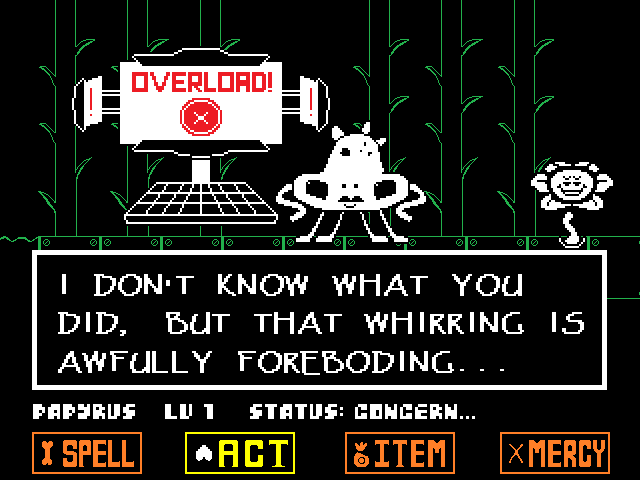 OVERLOAD!
I DON'T KNOW WHAT YOU
DID, BUT THAT WHIRRING IS
AWFULLY FOREBODING...
PAPYRUS LV 1 STATUS: CONCERN...
SPELL ACT ITEM MERCY